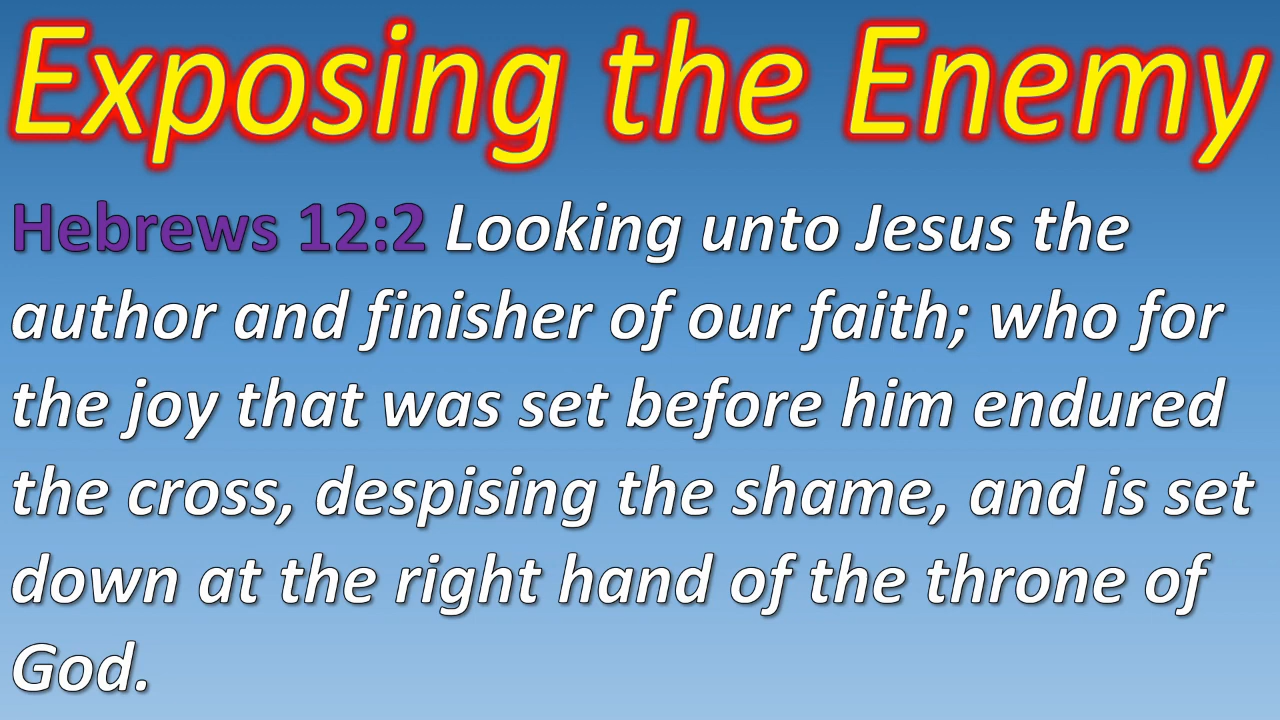 Exposing the Enemy
Hebrews 12:2 Looking unto Jesus the
author and finisher of our faith; who for
the joy that was set before him endured
the cross, despising the shame, and is set
down at the right hand of the throne of
God.